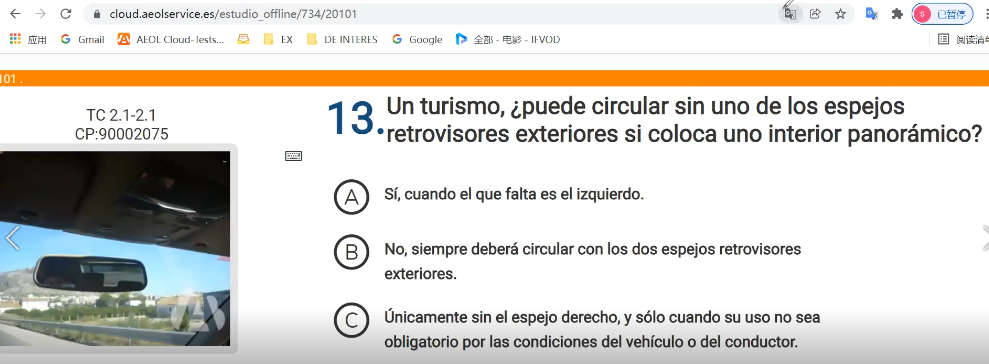 cloud.aeolservice.es/estudio_offline/734/20101
S 已暂停
应用 Gmail AEOL Cloud-Tests... EX DE INTERES Google 全部 - 电影 - IFVOD 阅读清单
101 .
TC 2.1-2.1
CP:90002075
13. Un turismo, ¿puede circular sin uno de los espejos
retrovisores exteriores si coloca uno interior panorámico?
A Sí, cuando el que falta es el izquierdo.
B No, siempre deberá circular con los dos espejos retrovisores
exteriores.
C Únicamente sin el espejo derecho, y sólo cuando su uso no sea
obligatorio por las condiciones del vehículo o del conductor.